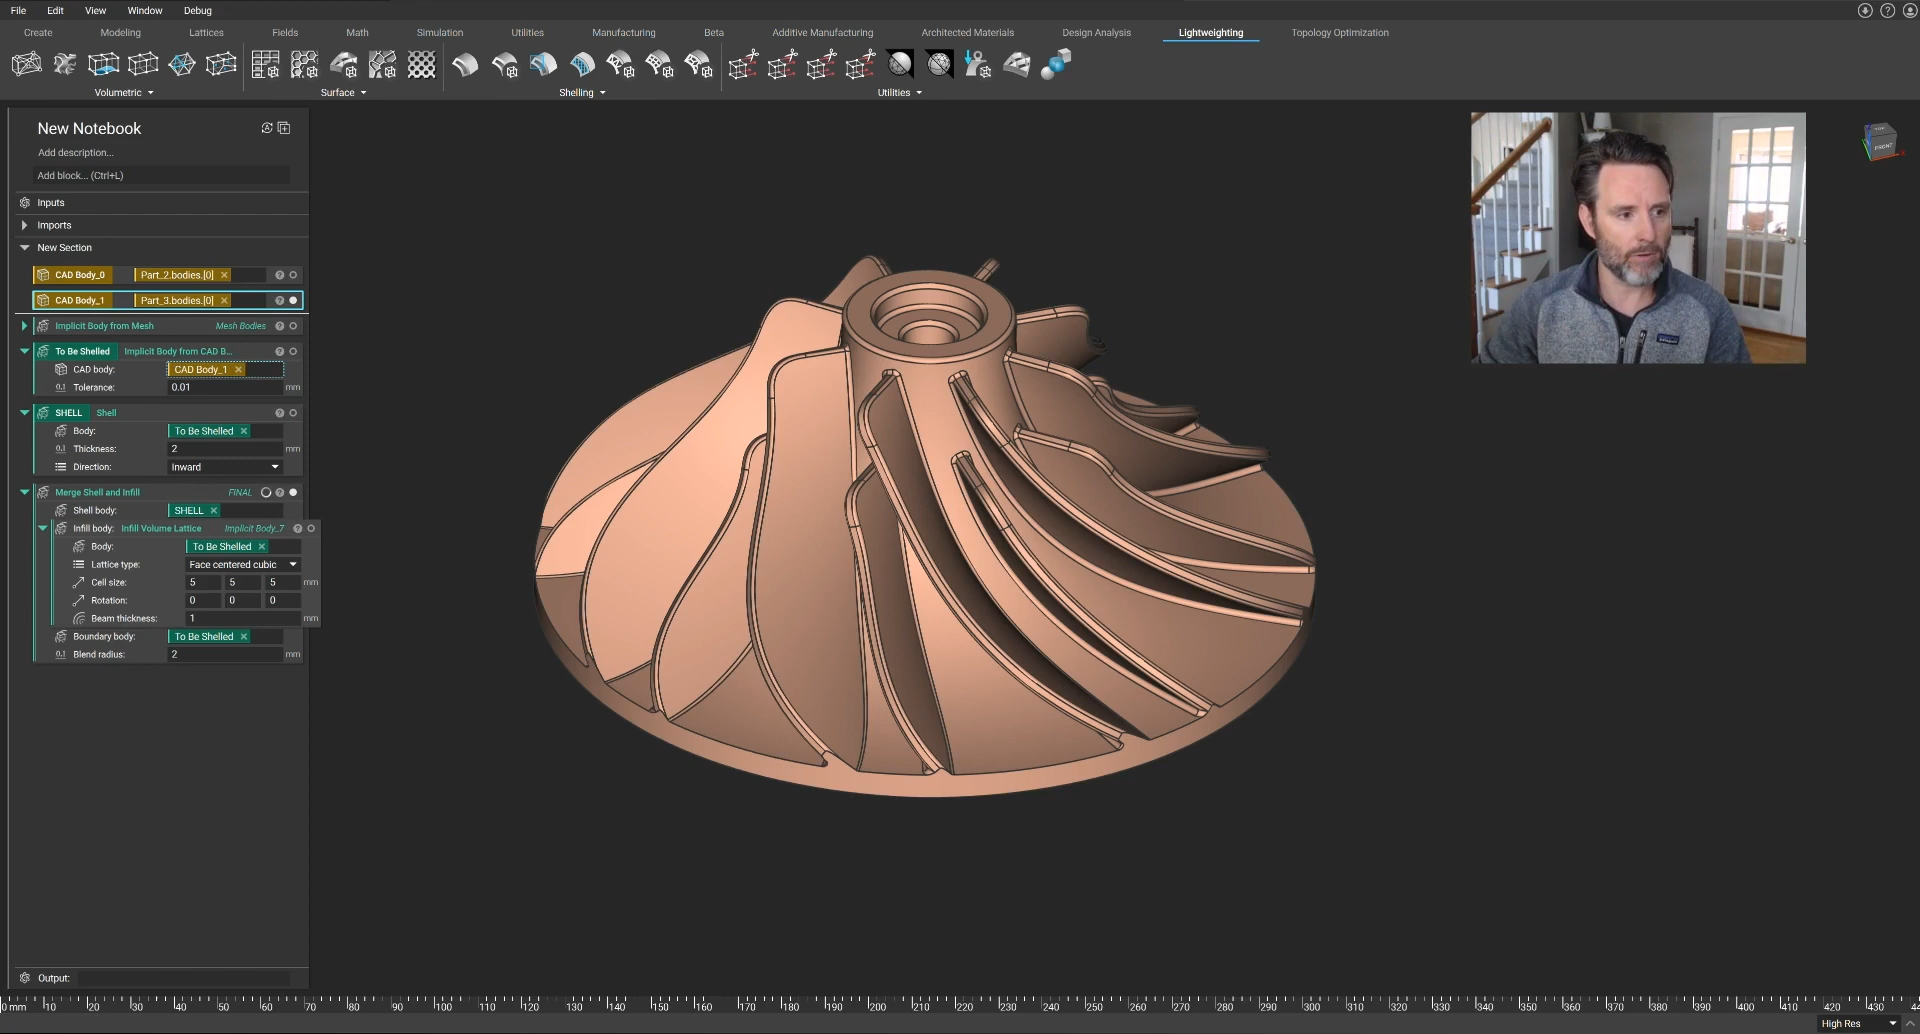 File Edit View Window Debug
Create Modeling Lattices Fields Math Simulation Utilities Manufacturing Beta Additive Manufacturing Architected Materials Design Analysis Lightweighting Topology Optimization
Volumetric Surface Shelling Utilities
New Notebook
Add description...
Add block... (Ctrl+L)
Inputs
Imports
New Section
CAD Body_0 Part_2.bodies.[0]
CAD Body_1 Part_3.bodies.[0]
Implicit Body from Mesh Mesh Bodies
To Be Shelled Implicit Body from CAD B...
CAD body: CAD Body_1
0.1 Tolerance: 0.01 mm
SHELL Shell
Body: To Be Shelled
0.1 Thickness: 2 mm
Direction: Inward
Merge Shell and Infill FINAL
Shell body: SHELL
Infill body: Infill Volume Lattice Implicit Body_7
Body: To Be Shelled
Lattice type: Face centered cubic
Cell size: 5 5 5 mm
Rotation: 0 0 0
Beam thickness: 1 mm
Boundary body: To Be Shelled
0.1 Blend radius: 2 mm
TOP
FRONT
Output:
0 mm 10 20 30 40 50 60 70 80 90 100 110 120 130 140 150 160 170 180 190 200 210 220 230 240 250 260 270 280 290 300 310 320 330 340 350 360 370 380 390 400 410 420 430 44
High Res